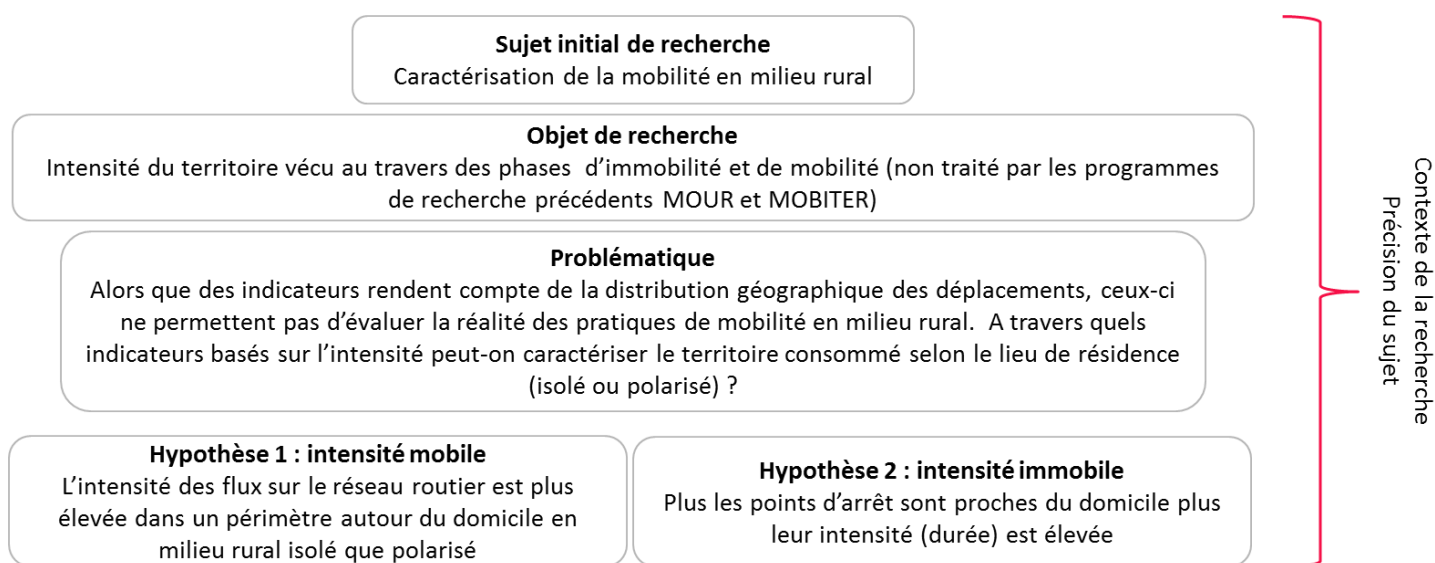 Sujet initial de recherche
Caractérisation de la mobilité en milieu rural
Objet de recherche
Intensité du territoire vécu au travers des phases d’immobilité et de mobilité (non traité par les programmes
de recherche précédents MOUR et MOBITER)
Problématique
Alors que des indicateurs rendent compte de la distribution géographique des déplacements, ceux-ci
ne permettent pas d’évaluer la réalité des pratiques de mobilité en milieu rural. A travers quels
indicateurs basés sur l’intensité peut-on caractériser le territoire consommé selon le lieu de résidence
(isolé ou polarisé) ?
Hypothèse 1 : intensité mobile
L’intensité des flux sur le réseau routier est plus
élevée dans un périmètre autour du domicile en
milieu rural isolé que polarisé
Hypothèse 2 : intensité immobile
Plus les points d’arrêt sont proches du domicile plus
leur intensité (durée) est élevée
Contexte de la recherche
Précision du sujet